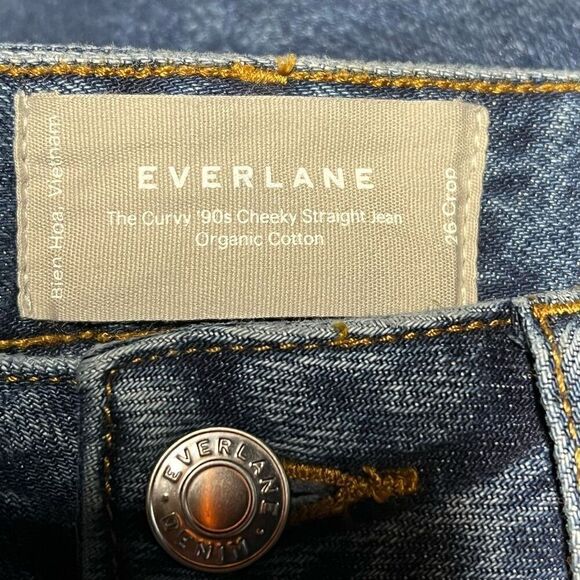 Bien Hoa, Vietnam
EVERLANE
The Curvy '90s Cheeky Straight Jean
Organic Cotton
26 Crop
· EVERLANE ·
DENIM